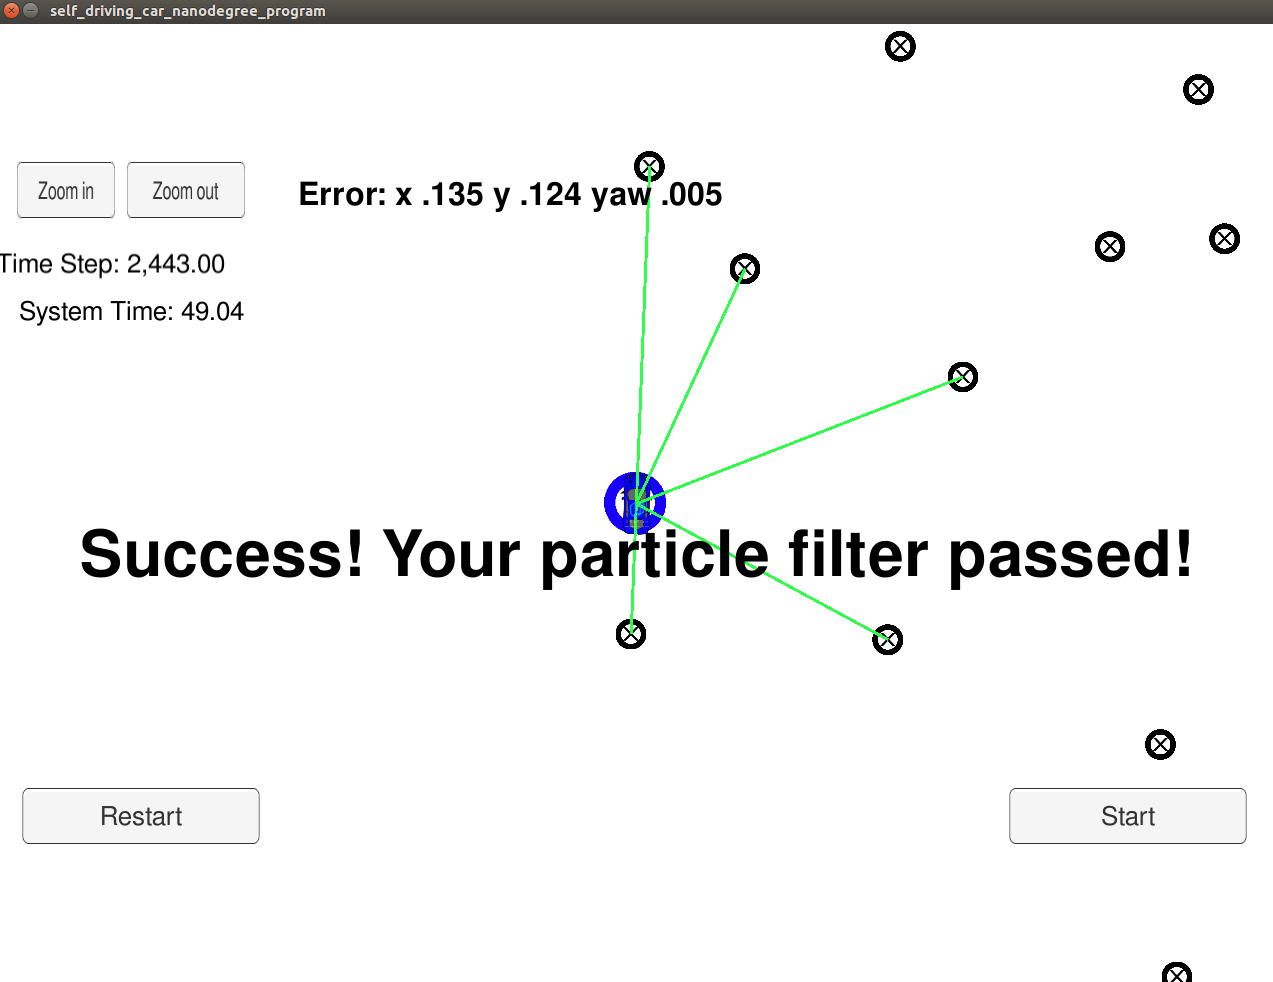 self_driving_car_nanodegree_program
Zoom in
Zoom out
Error: x .135 y .124 yaw .005
Time Step: 2,443.00
System Time: 49.04
Success! Your particle filter passed!
Restart
Start